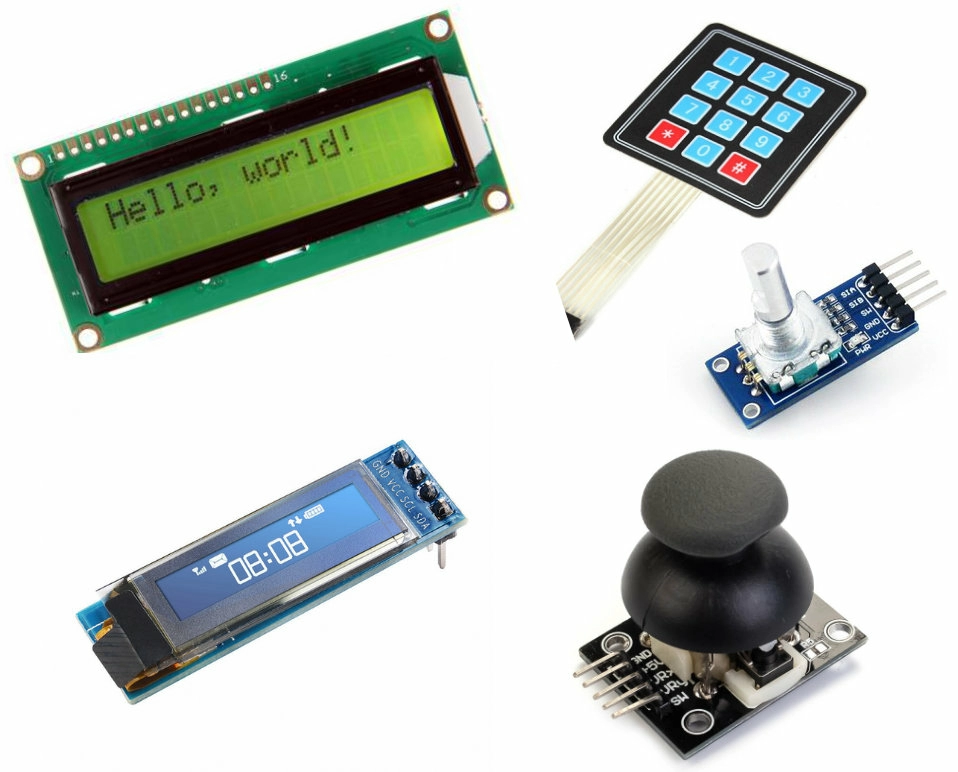 1
16
Hello, world!
1 2 3
4 5 6
7 8 9
* 0 #
SIA
SIB
SW
GND
VCC
PWR
GND VCC SCL SDA
08:08
GND
+5V
VRx
VRy
SW